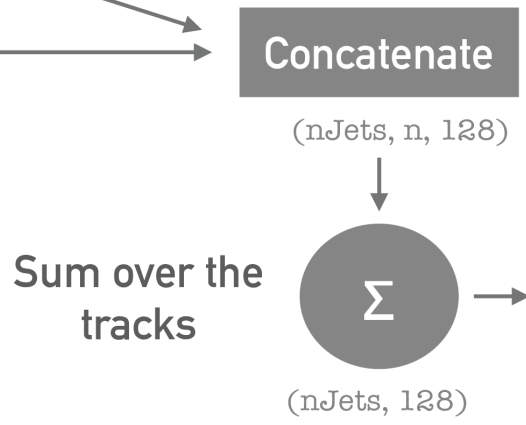 Concatenate
(nJets, n, 128)
Sum over the
tracks
Σ
(nJets, 128)